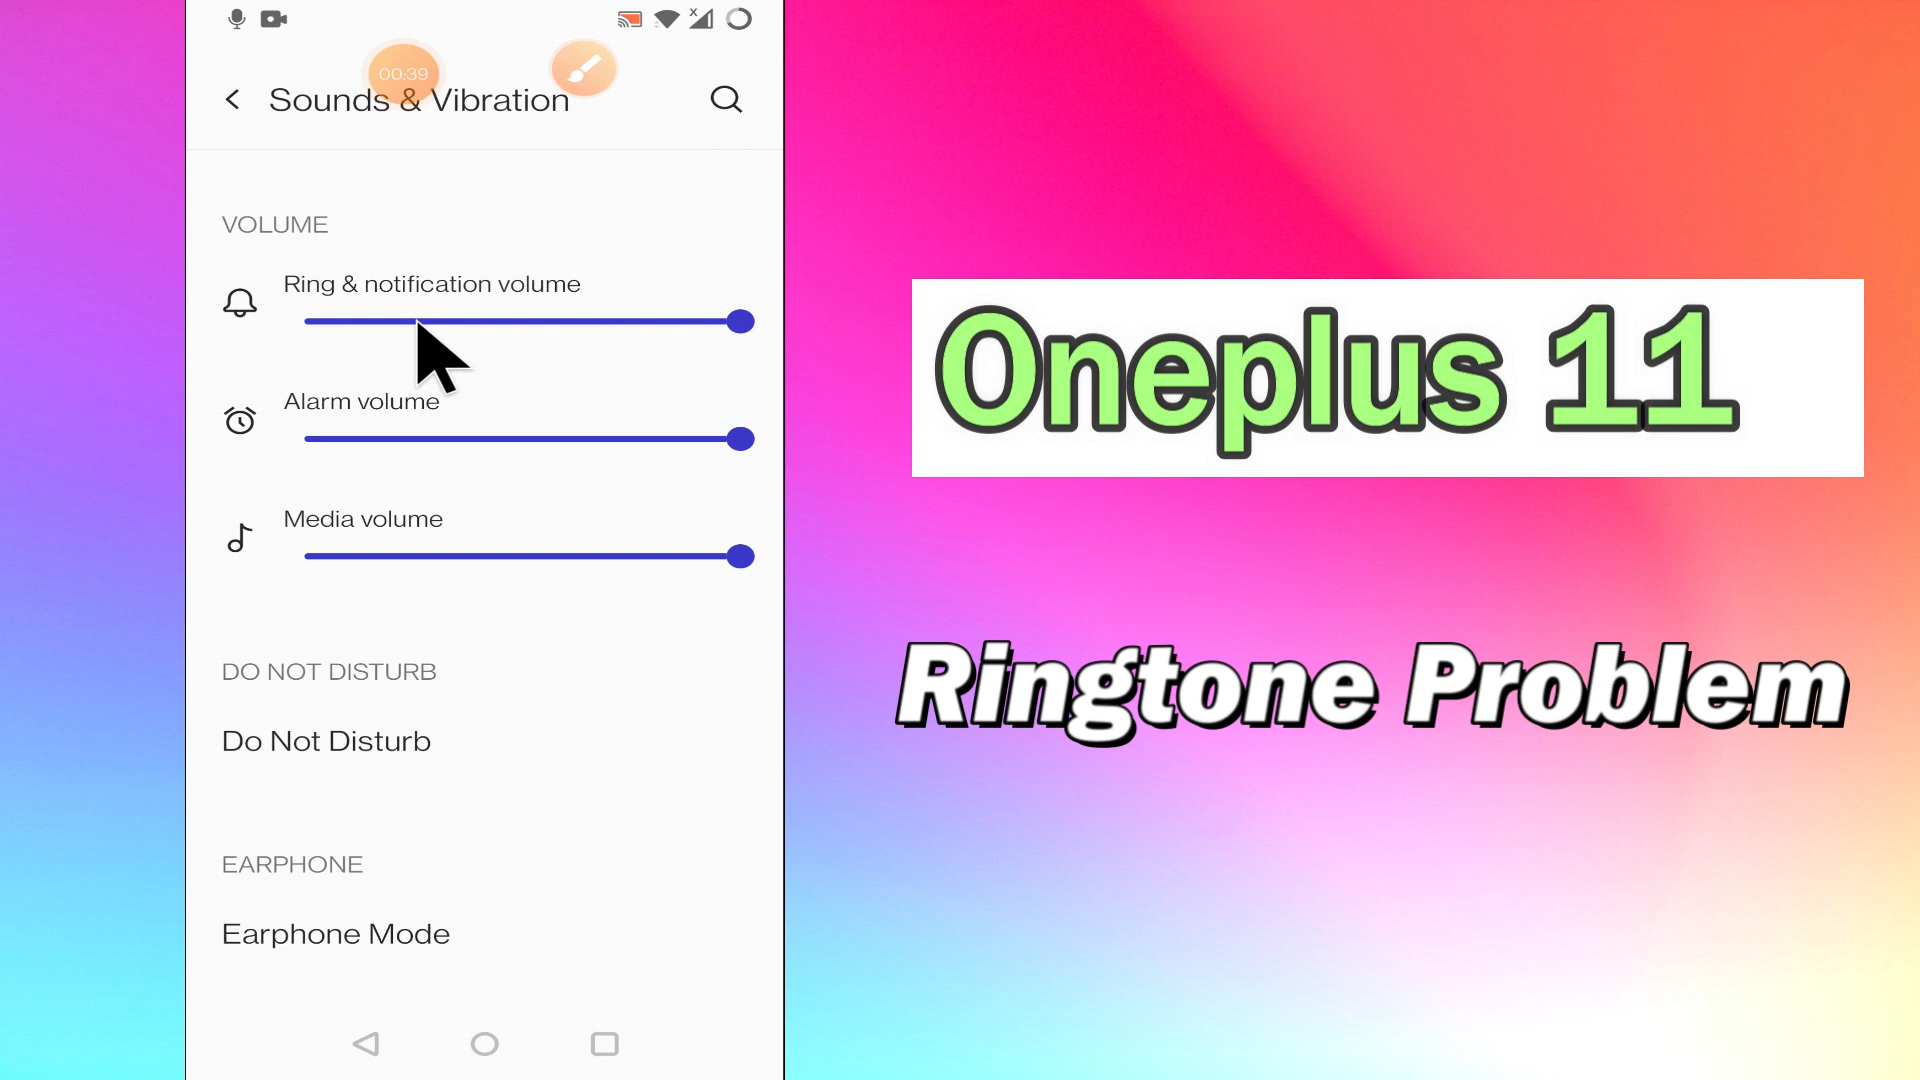 00:39
Sounds & Vibration
VOLUME
Ring & notification volume
Alarm volume
Media volume
DO NOT DISTURB
Do Not Disturb
EARPHONE
Earphone Mode
Oneplus 11
Ringtone Problem